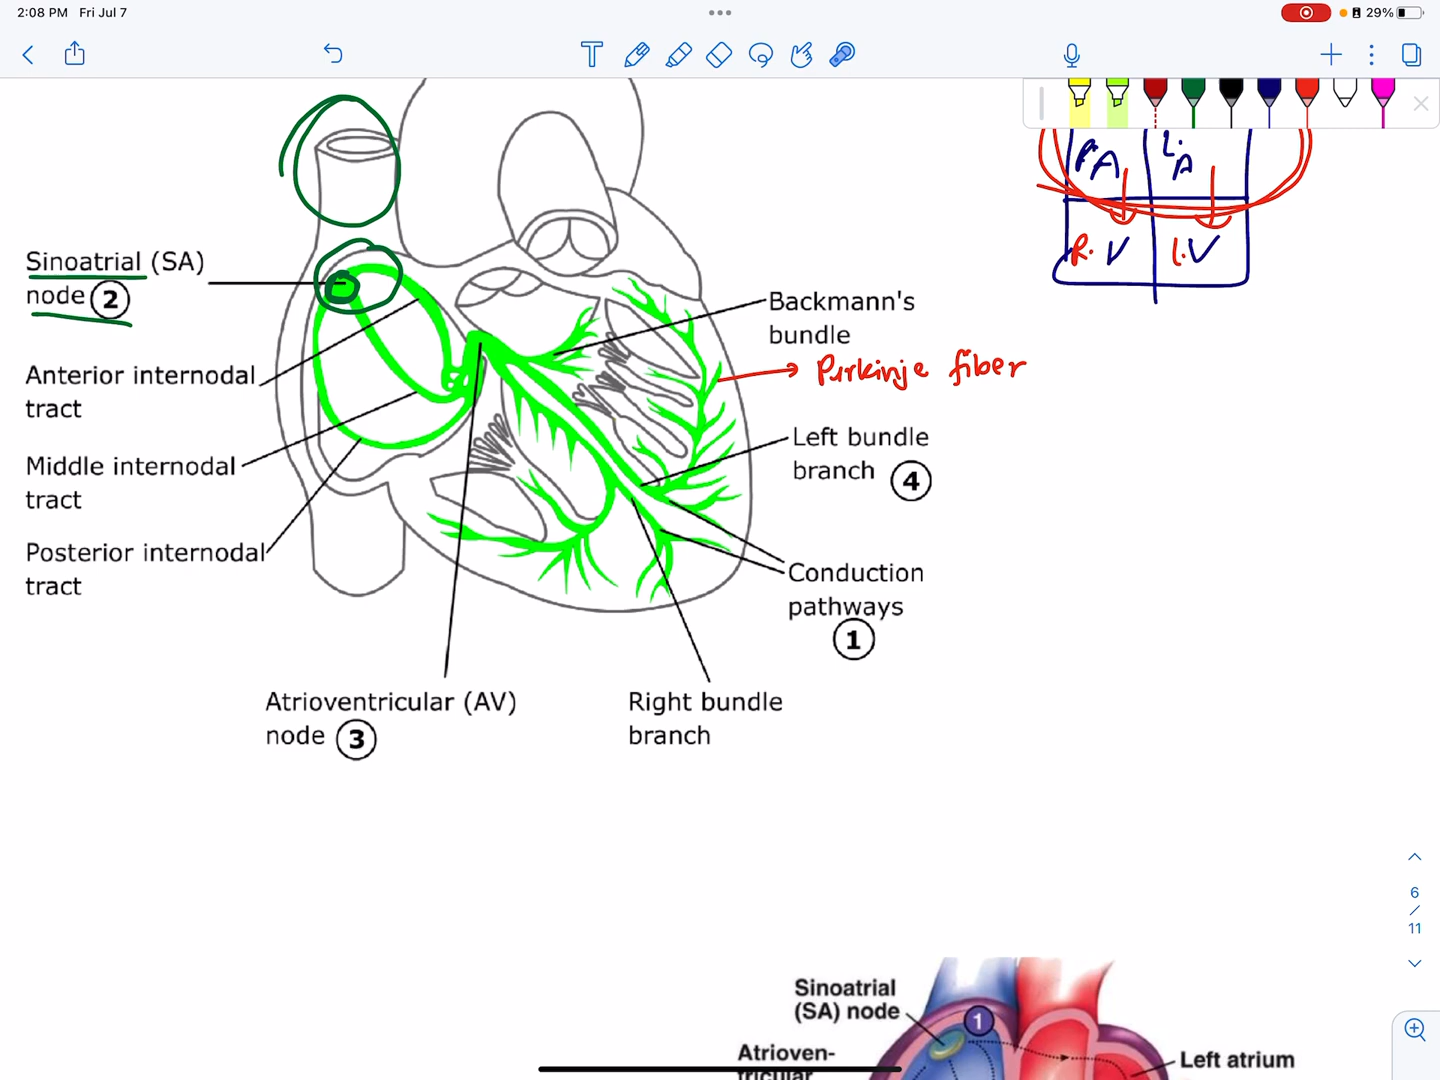 2:08 PM Fri Jul 7
29%
T
R.A
L.A
R.V
L.V
Sinoatrial (SA)
node 2
Backmann's
bundle
Purkinje fiber
Anterior internodal
tract
Left bundle
branch 4
Middle internodal
tract
Posterior internodal
tract
Conduction
pathways
1
Atrioventricular (AV)
node 3
Right bundle
branch
6
/
11
Sinoatrial
(SA) node
1
Atrioven-
tricular
Left atrium